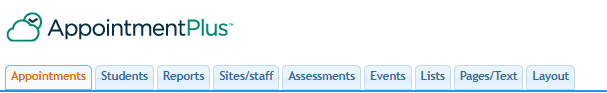 AppointmentPlus™
Appointments Students Reports Sites/staff Assessments Events Lists Pages/Text Layout